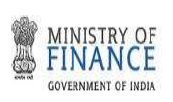 MINISTRY OF
FINANCE
GOVERNMENT OF INDIA